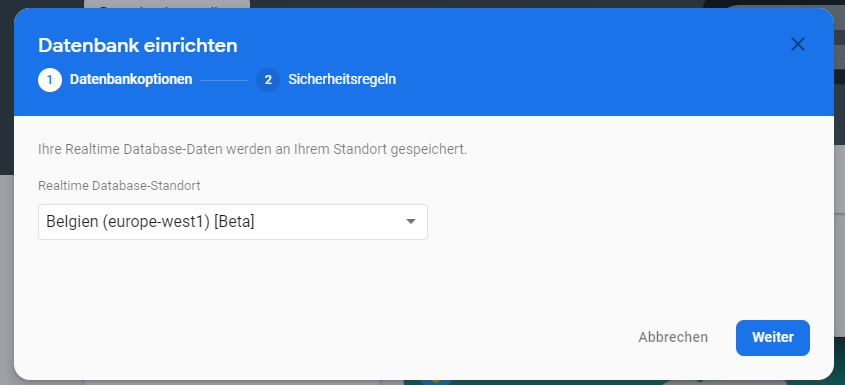 Datenbank einrichten
1 Datenbankoptionen 2 Sicherheitsregeln
Ihre Realtime Database-Daten werden an Ihrem Standort gespeichert.
Realtime Database-Standort
Belgien (europe-west1) [Beta]
Abbrechen Weiter